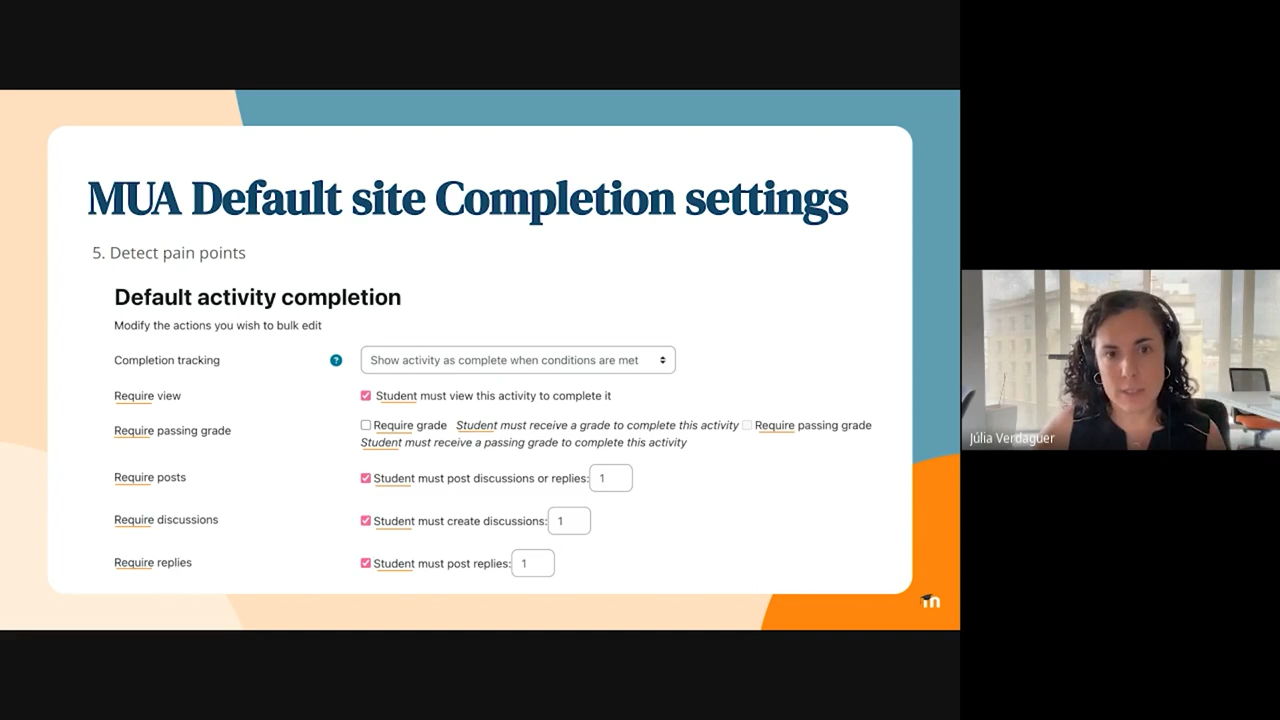 MUA Default site Completion settings
5. Detect pain points
Default activity completion
Modify the actions you wish to bulk edit
Completion tracking ? Show activity as complete when conditions are met
Require view Student must view this activity to complete it
Require passing grade Require grade Student must receive a grade to complete this activity Require passing grade
Student must receive a passing grade to complete this activity
Require posts Student must post discussions or replies: 1
Require discussions Student must create discussions: 1
Require replies Student must post replies: 1
m
Júlia Verdaguer